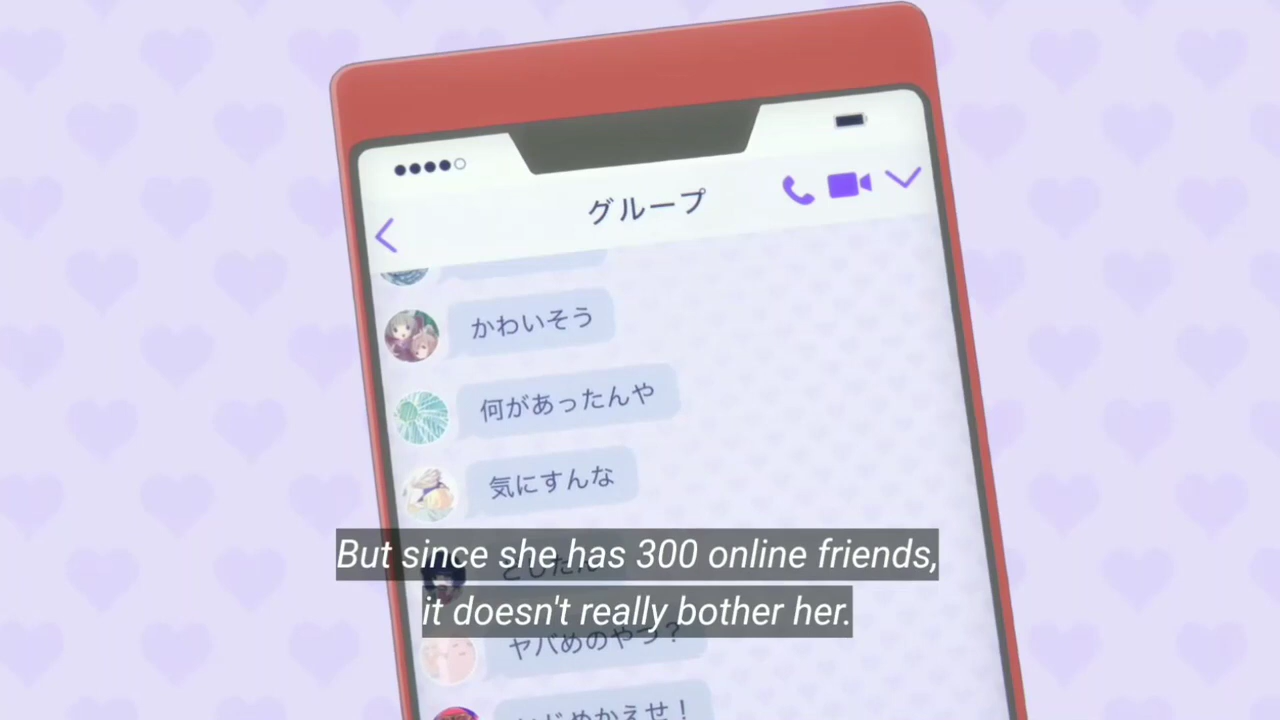 グループ
かわいそう
何があったんや
気にすんな
But since she has 300 online friends,
it doesn't really bother her.
ヤバめのやつ？